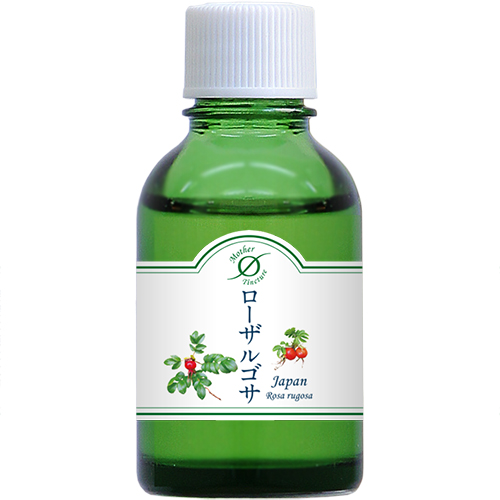 Mother
Tincture
ローザルゴサ
Japan
Rosa rugosa